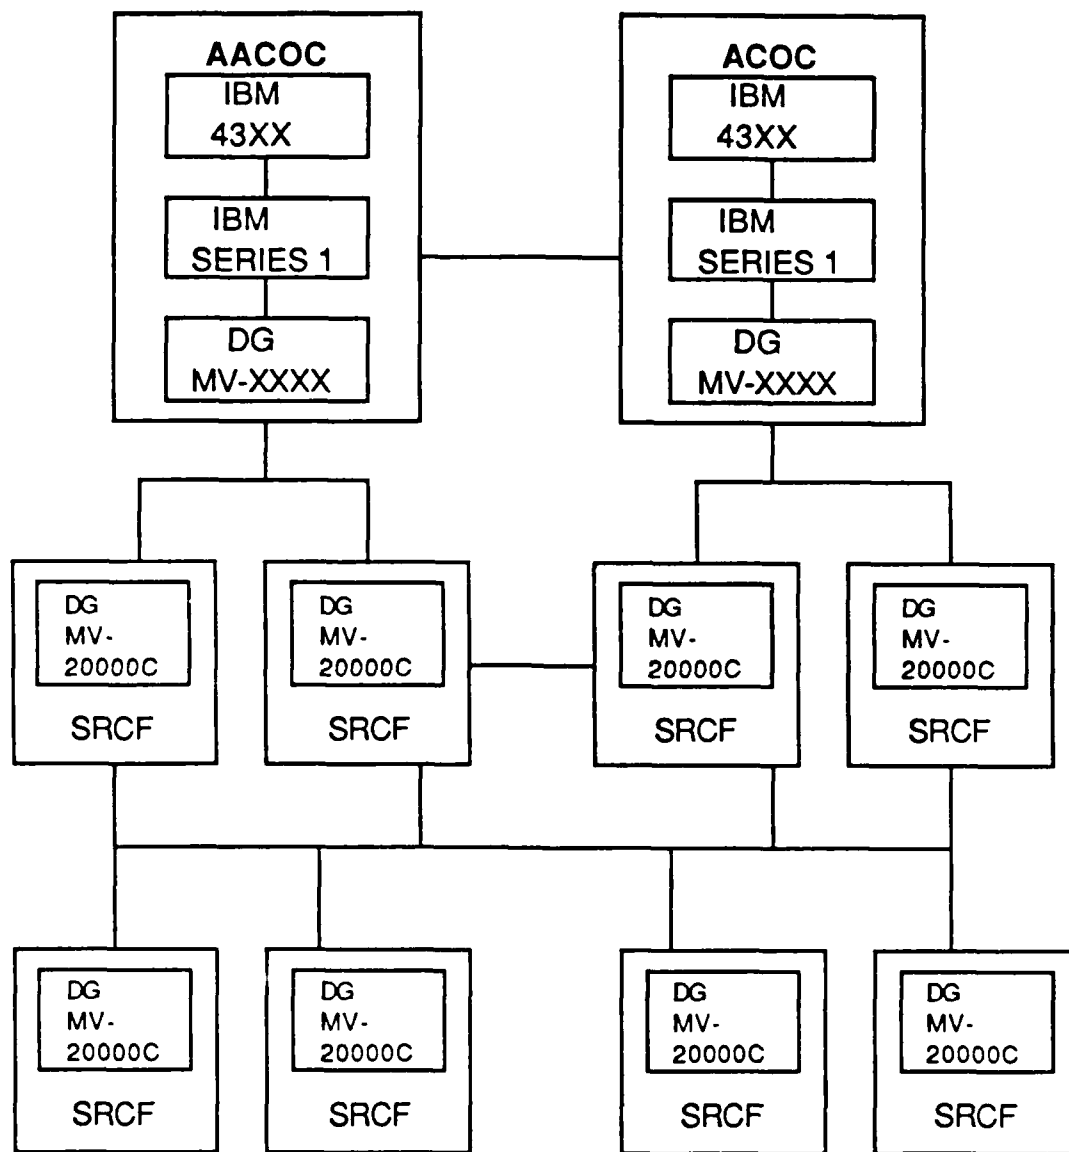 AACOC
IBM
43XX
IBM
SERIES 1
DG
MV-XXXX
ACOC
IBM
43XX
IBM
SERIES 1
DG
MV-XXXX
DG
MV-
20000C
SRCF
DG
MV-
20000C
SRCF
DG
MV-
20000C
SRCF
DG
MV-
20000C
SRCF
DG
MV-
20000C
SRCF
DG
MV-
20000C
SRCF
DG
MV-
20000C
SRCF
DG
MV-
20000C
SRCF